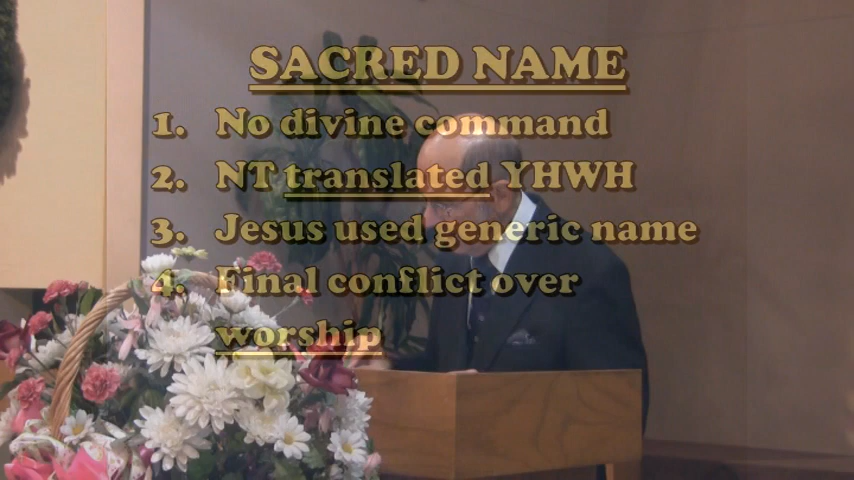 SACRED NAME
1. No divine command
2. NT translated YHWH
3. Jesus used generic name
4. Final conflict over
worship